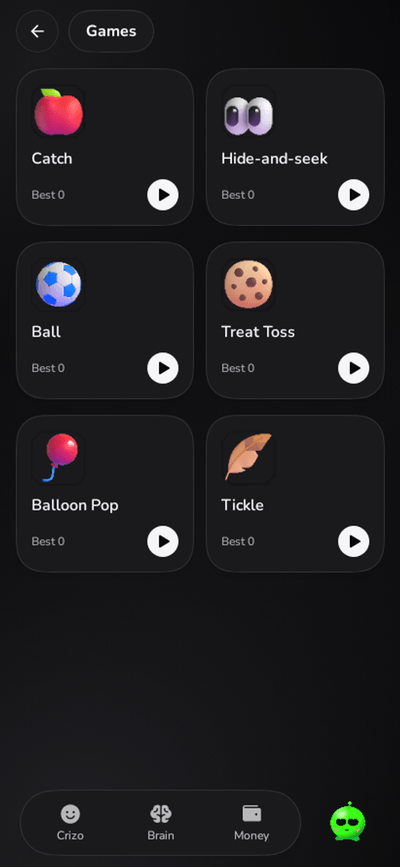 Games
Catch
Hide-and-seek
Best 0
Best 0
Ball
Treat Toss
Best 0
Best 0
Balloon Pop
Tickle
Best 0
Best 0
Crizo
Brain
Money